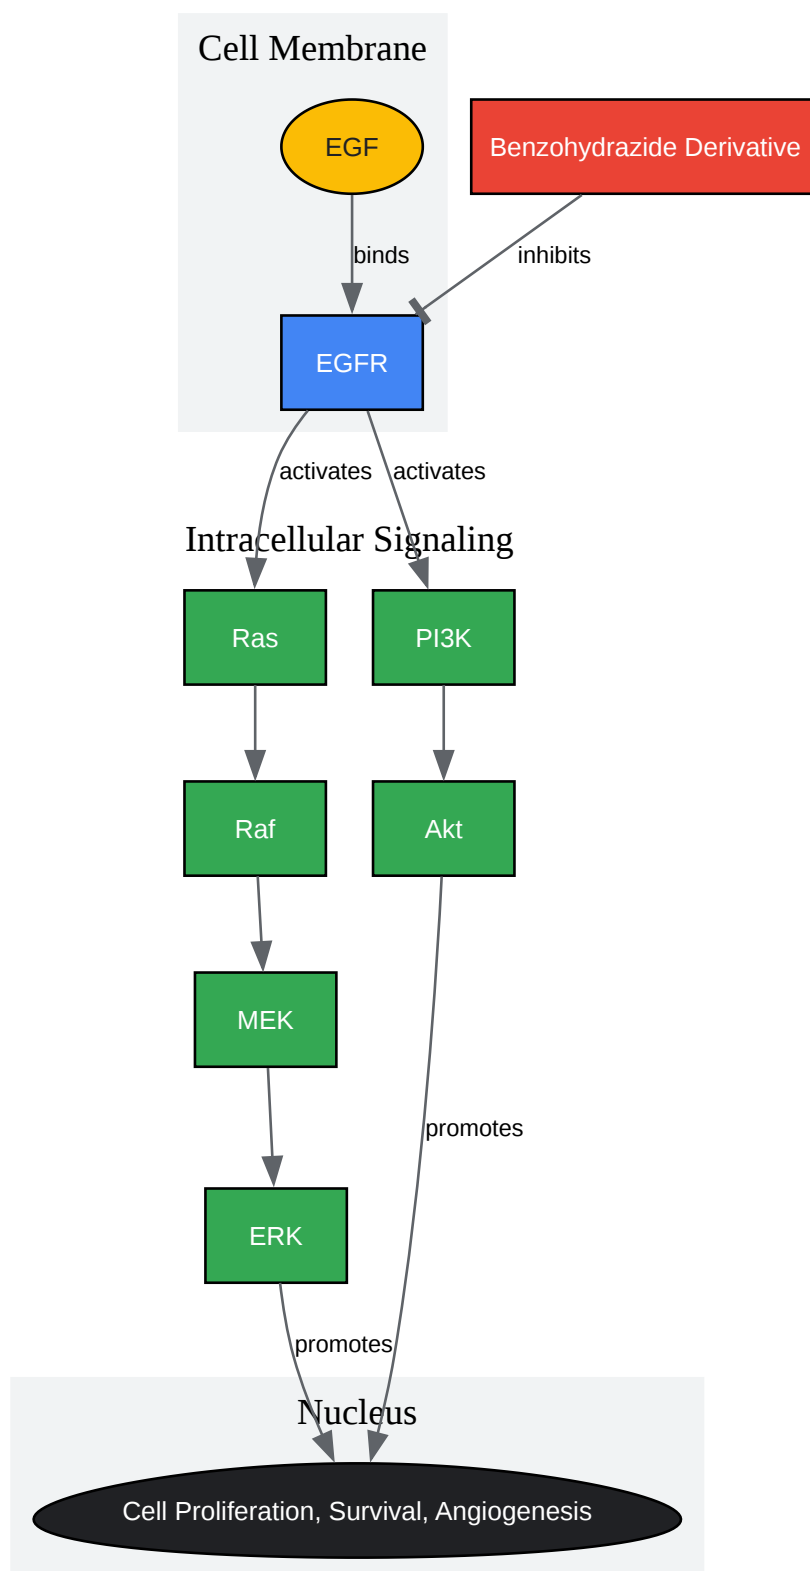 Cell Membrane
EGF
Benzohydrazide Derivative
binds
inhibits
EGFR
activates
activates
Intracellular Signaling
Ras
PI3K
Raf
Akt
MEK
promotes
ERK
promotes
Nucleus
Cell Proliferation, Survival, Angiogenesis